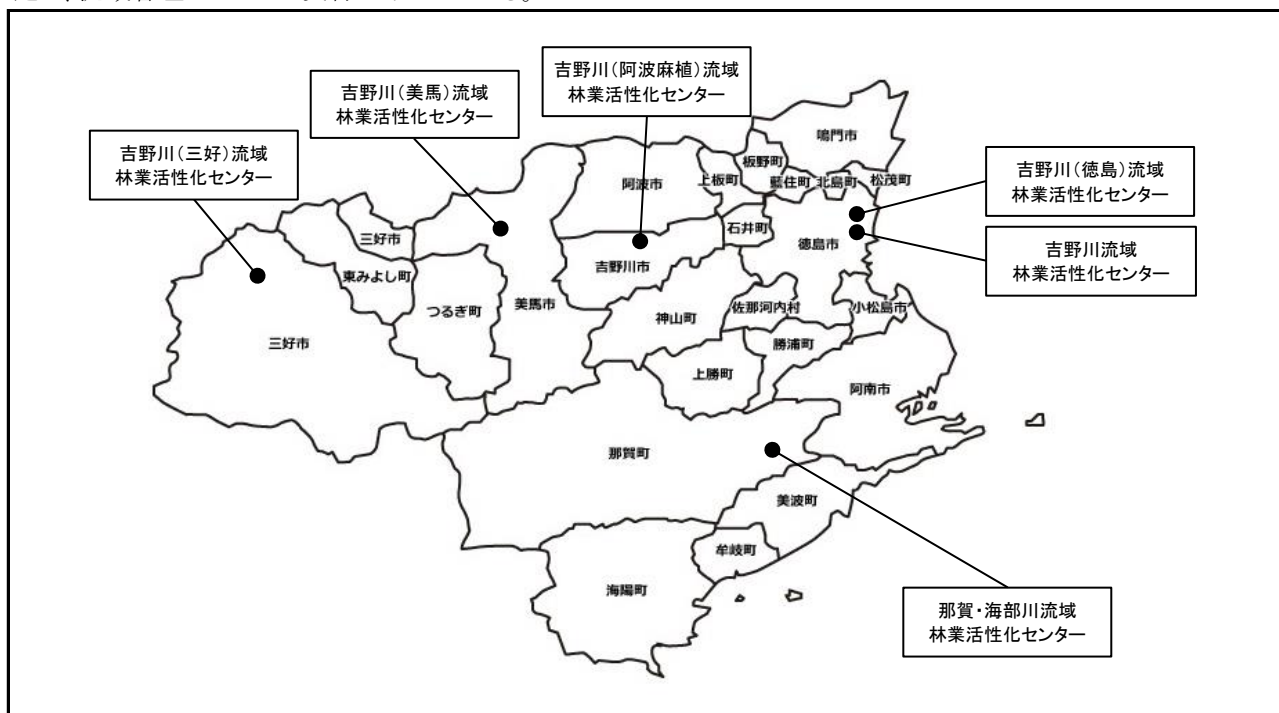 吉野川(阿波麻植)流域
林業活性化センター
吉野川(美馬)流域
林業活性化センター
吉野川(三好)流域
林業活性化センター
吉野川(徳島)流域
林業活性化センター
吉野川流域
林業活性化センター
鳴門市
板野町
上板町
藍住町
北島町
松茂町
阿波市
石井町
徳島市
三好市
吉野川市
東みよし町
つるぎ町
美馬市
佐那河内村
小松島市
神山町
三好市
勝浦町
上勝町
阿南市
那賀町
美波町
牟岐町
海陽町
那賀・海部川流域
林業活性化センター